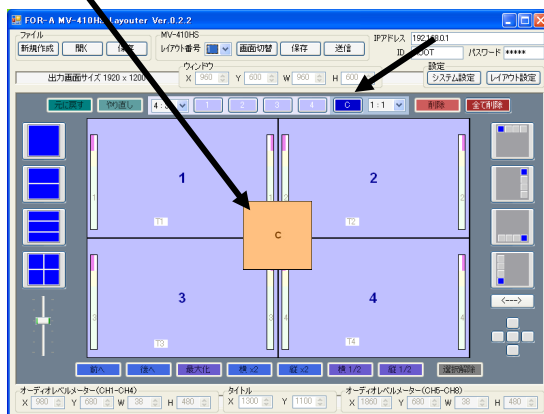 FOR-A MV-410HS Layouter Ver.0.2.2
ファイル
新規作成 開く 保存
MV-410HS
レイアウト番号 画面切替 保存 送信
IPアドレス 192.168.0.1
ID ROOT パスワード *****
出力画面サイズ 1920 x 1200
ウィンドウ
X 960 Y 600 W 960 H 600
設定
システム設定 レイアウト設定
元に戻す やり直し 1 2 3 4 C 1:1 削除 全て削除
1 2
1 3 2 2
T1 T2
C
3 4
3 3 4 4
T3 T4
<--->
前へ 後へ 最大化 横 x2 縦 x2 横 1/2 縦 1/2 選択解除
オーディオレベルメーター(CH1-CH4)
X 980 Y 680 W 38 H 480
タイトル
X 1300 Y 1100
オーディオレベルメーター(CH5-CH8)
X 1860 Y 680 W 38 H 480